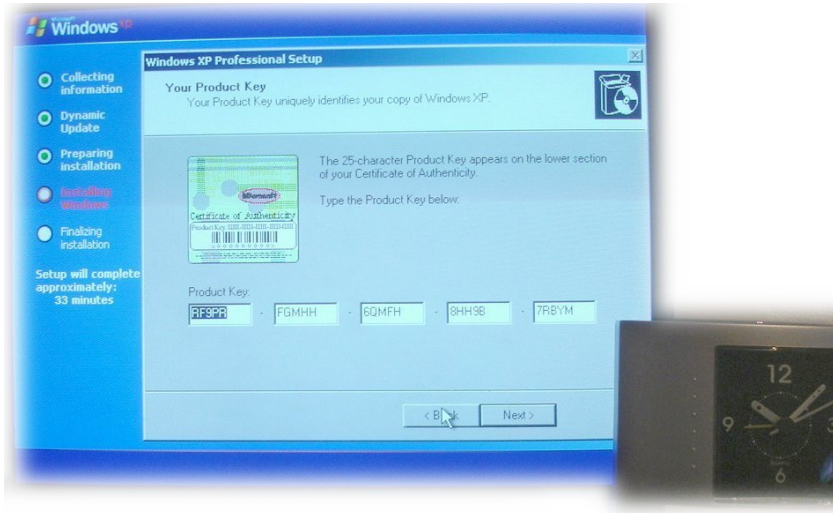 Microsoft
Windows xp
Collecting
information
Dynamic
Update
Preparing
installation
Installing
Windows
Finalizing
installation
Setup will complete
approximately:
33 minutes
Windows XP Professional Setup
Your Product Key
Your Product Key uniquely identifies your copy of Windows XP.
The 25-character Product Key appears on the lower section
of your Certificate of Authenticity.
Type the Product Key below:
Microsoft
Certificate of Authenticity
Product Key:
RF9PR - FGMHH - 6QMFH - 8HH9B - 7RBYM
< Back Next >
12
9 3
6